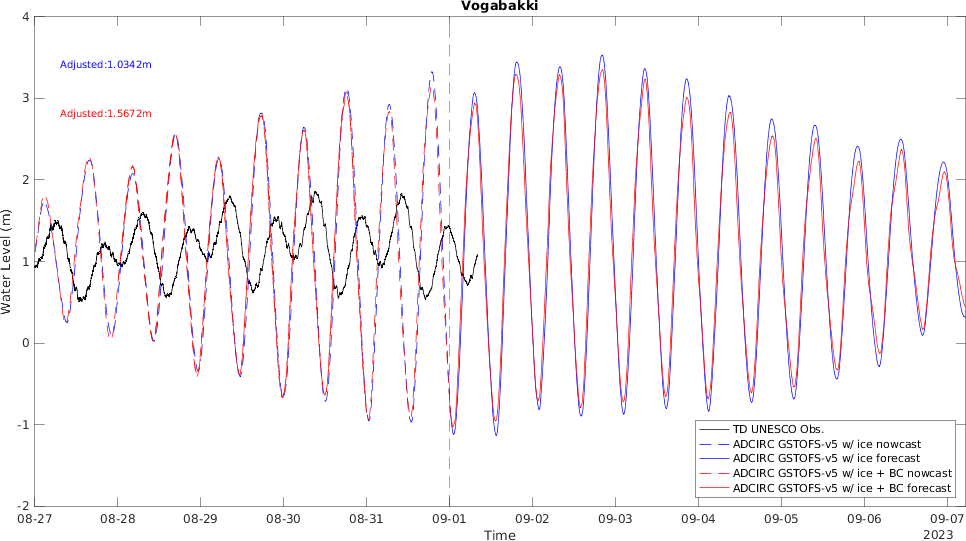 Vogabakki
Adjusted:1.0342m
Adjusted:1.5672m
Water Level (m)
4
3
2
1
0
-1
-2
TD UNESCO Obs.
ADCIRC GSTOFS-v5 w/ ice nowcast
ADCIRC GSTOFS-v5 w/ ice forecast
ADCIRC GSTOFS-v5 w/ ice + BC nowcast
ADCIRC GSTOFS-v5 w/ ice + BC forecast
08-27 08-28 08-29 08-30 08-31 09-01 09-02 09-03 09-04 09-05 09-06 09-07
2023
Time